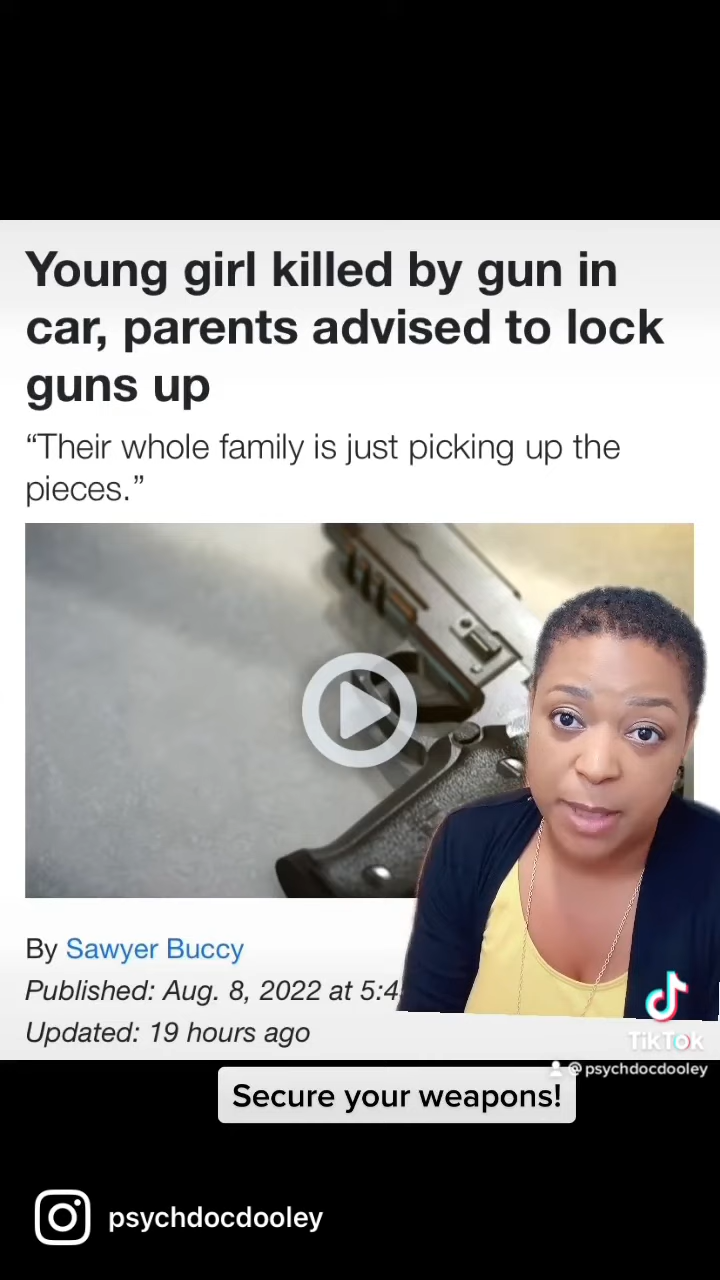 Young girl killed by gun in
car, parents advised to lock
guns up
“Their whole family is just picking up the
pieces.”
By Sawyer Buccy
Published: Aug. 8, 2022 at 5:4
Updated: 19 hours ago
TikTok
@psychdocdooley
Secure your weapons!
psychdocdooley